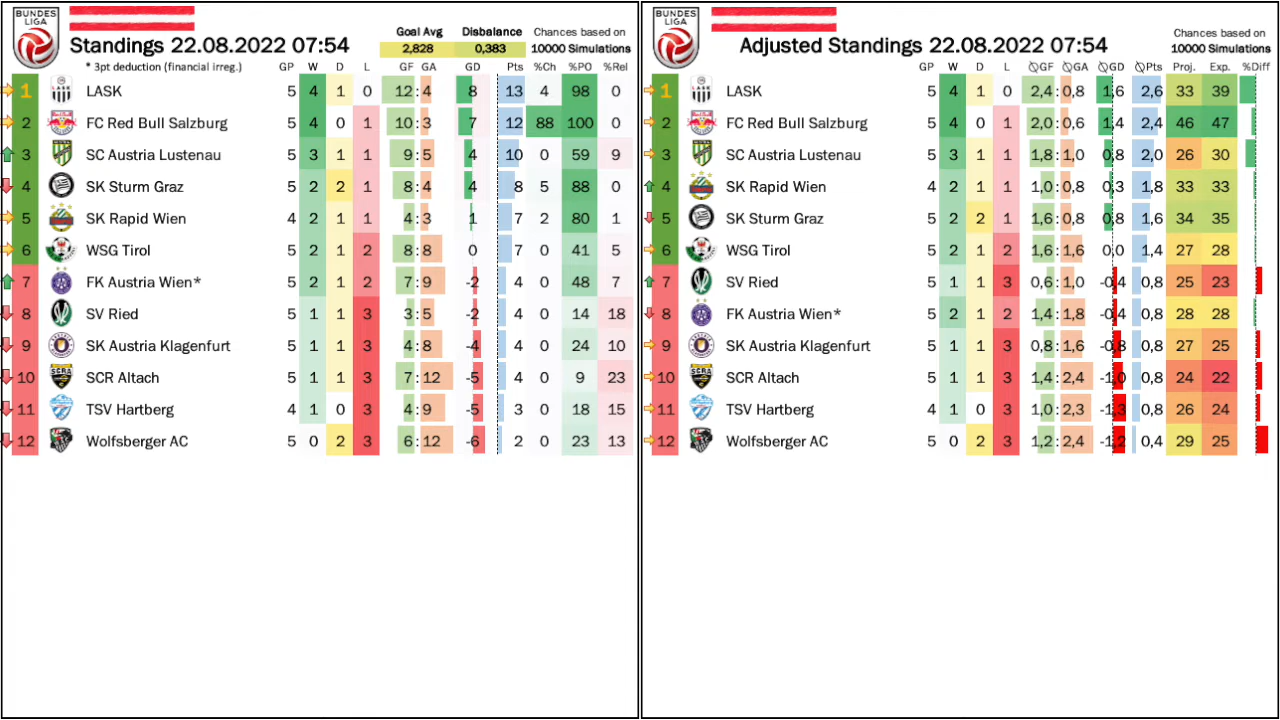 BUNDES
LIGA
Standings 22.08.2022 07:54
Goal Avg Disbalance Chances based on
2,828 0,383 10000 Simulations
* 3pt deduction (financial irreg.) GP W D L GF GA GD Pts %Ch %PO %Rel
1 LASK 5 4 1 0 12 : 4 8 13 4 98 0
2 FC Red Bull Salzburg 5 4 0 1 10 : 3 7 12 88 100 0
3 SC Austria Lustenau 5 3 1 1 9 : 5 4 10 0 59 9
4 SK Sturm Graz 5 2 2 1 8 : 4 4 8 5 88 0
5 SK Rapid Wien 4 2 1 1 4 : 3 1 7 2 80 1
6 WSG Tirol 5 2 1 2 8 : 8 0 7 0 41 5
7 FK Austria Wien* 5 2 1 2 7 : 9 -2 4 0 48 7
8 SV Ried 5 1 1 3 3 : 5 -2 4 0 14 18
9 SK Austria Klagenfurt 5 1 1 3 4 : 8 -4 4 0 24 10
10 SCR Altach 5 1 1 3 7 : 12 -5 4 0 9 23
11 TSV Hartberg 4 1 0 3 4 : 9 -5 3 0 18 15
12 Wolfsberger AC 5 0 2 3 6 : 12 -6 2 0 23 13
BUNDES
LIGA
Adjusted Standings 22.08.2022 07:54
Chances based on
10000 Simulations
GP W D L ∅GF ∅GA ∅GD ∅Pts Proj. Exp. %Diff
1 LASK 5 4 1 0 2,4 : 0,8 1,6 2,6 33 39
2 FC Red Bull Salzburg 5 4 0 1 2,0 : 0,6 1,4 2,4 46 47
3 SC Austria Lustenau 5 3 1 1 1,8 : 1,0 0,8 2,0 26 30
4 SK Rapid Wien 4 2 1 1 1,0 : 0,8 0,3 1,8 33 33
5 SK Sturm Graz 5 2 2 1 1,6 : 0,8 0,8 1,6 34 35
6 WSG Tirol 5 2 1 2 1,6 : 1,6 0,0 1,4 27 28
7 SV Ried 5 1 1 3 0,6 : 1,0 -0,4 0,8 25 23
8 FK Austria Wien* 5 2 1 2 1,4 : 1,8 -0,4 0,8 28 28
9 SK Austria Klagenfurt 5 1 1 3 0,8 : 1,6 -0,8 0,8 27 25
10 SCR Altach 5 1 1 3 1,4 : 2,4 -1,0 0,8 24 22
11 TSV Hartberg 4 1 0 3 1,0 : 2,3 -1,3 0,8 26 24
12 Wolfsberger AC 5 0 2 3 1,2 : 2,4 -1,2 0,4 29 25